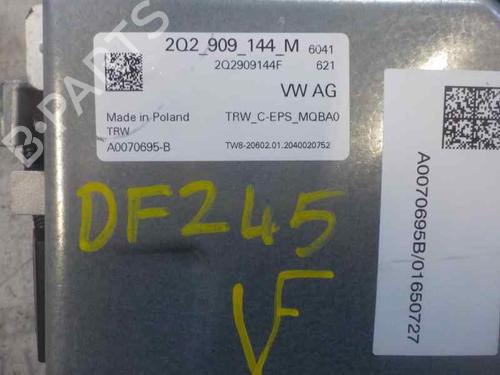 2Q2_909_144_M 6041
2Q2909144F 621
VW AG
Made in Poland TRW_C-EPS_MQBA0
TRW
A0070695-B TW8-20602.01.2040020752
DF245
VF
A0070695B/01650727
B-PARTS